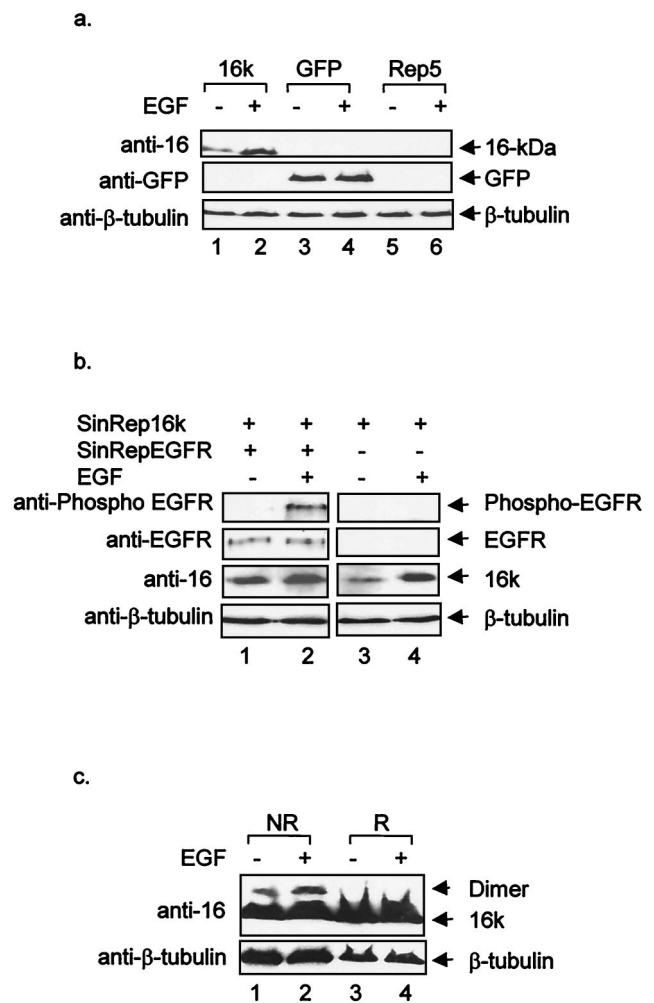 a.
16k GFP Rep5
EGF - + - + - +
anti-16 16-kDa
anti-GFP GFP
anti-β-tubulin β-tubulin
1 2 3 4 5 6
b.
SinRep16k + + + +
SinRepEGFR + + - -
EGF - + - +
anti-Phospho EGFR Phospho-EGFR
anti-EGFR EGFR
anti-16 16k
anti-β-tubulin β-tubulin
1 2 3 4
c.
NR R
EGF - + - +
Dimer
anti-16 16k
anti-β-tubulin β-tubulin
1 2 3 4